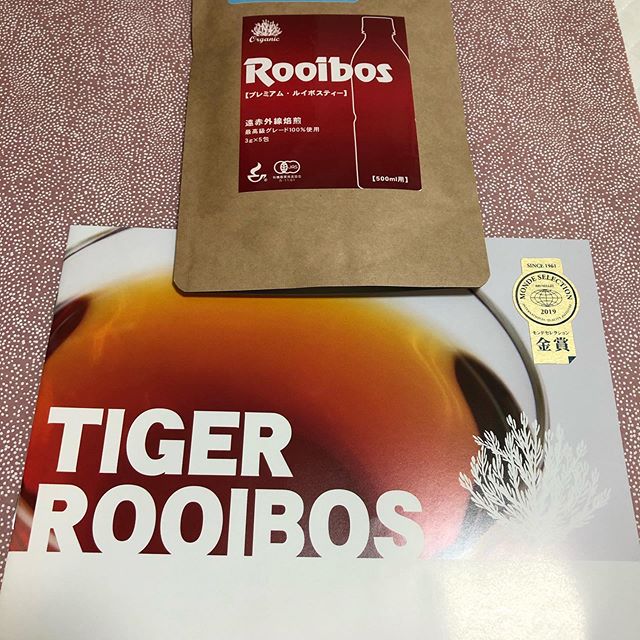 Organic
Rooibos
【プレミアム・ルイボスティー】
遠赤外線焙煎
最高級グレード100%使用
3g×5包
JAS
【500ml用】
SINCE 1961
MONDE SELECTION
BRUXELLES
2019
モンドセレクション
金賞
TIGER
ROOIBOS